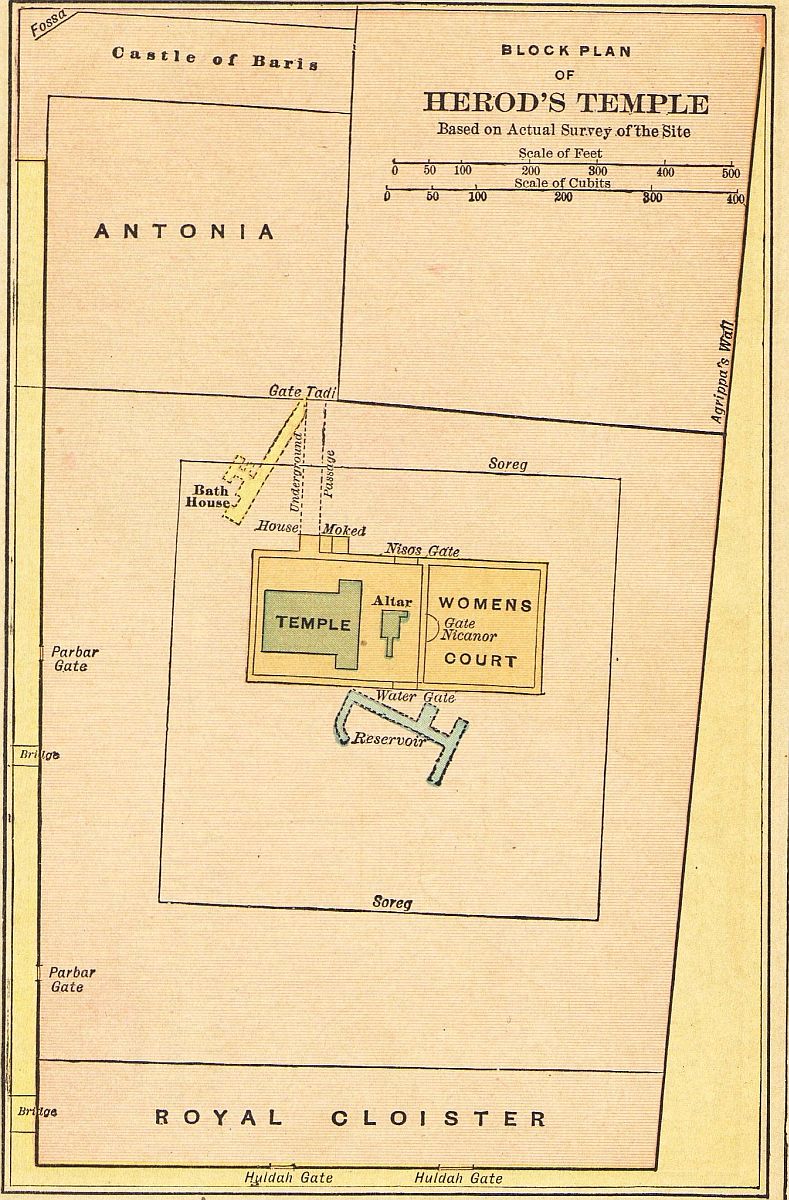 Fossa
Castle of Baris
BLOCK PLAN
OF
HEROD'S TEMPLE
Based on Actual Survey of the Site
Scale of Feet
0 50 100 200 300 400 500
Scale of Cubits
0 50 100 200 300 400
ANTONIA
Agrippa's Wall
Gate Tadi
Underground
Passage
Soreg
Bath
House
House Moked
Nisos Gate
TEMPLE
Altar
WOMENS
Gate
Nicanor
COURT
Water Gate
Reservoir
Parbar
Gate
Bridge
Soreg
Parbar
Gate
Bridge
ROYAL CLOISTER
Huldah Gate
Huldah Gate